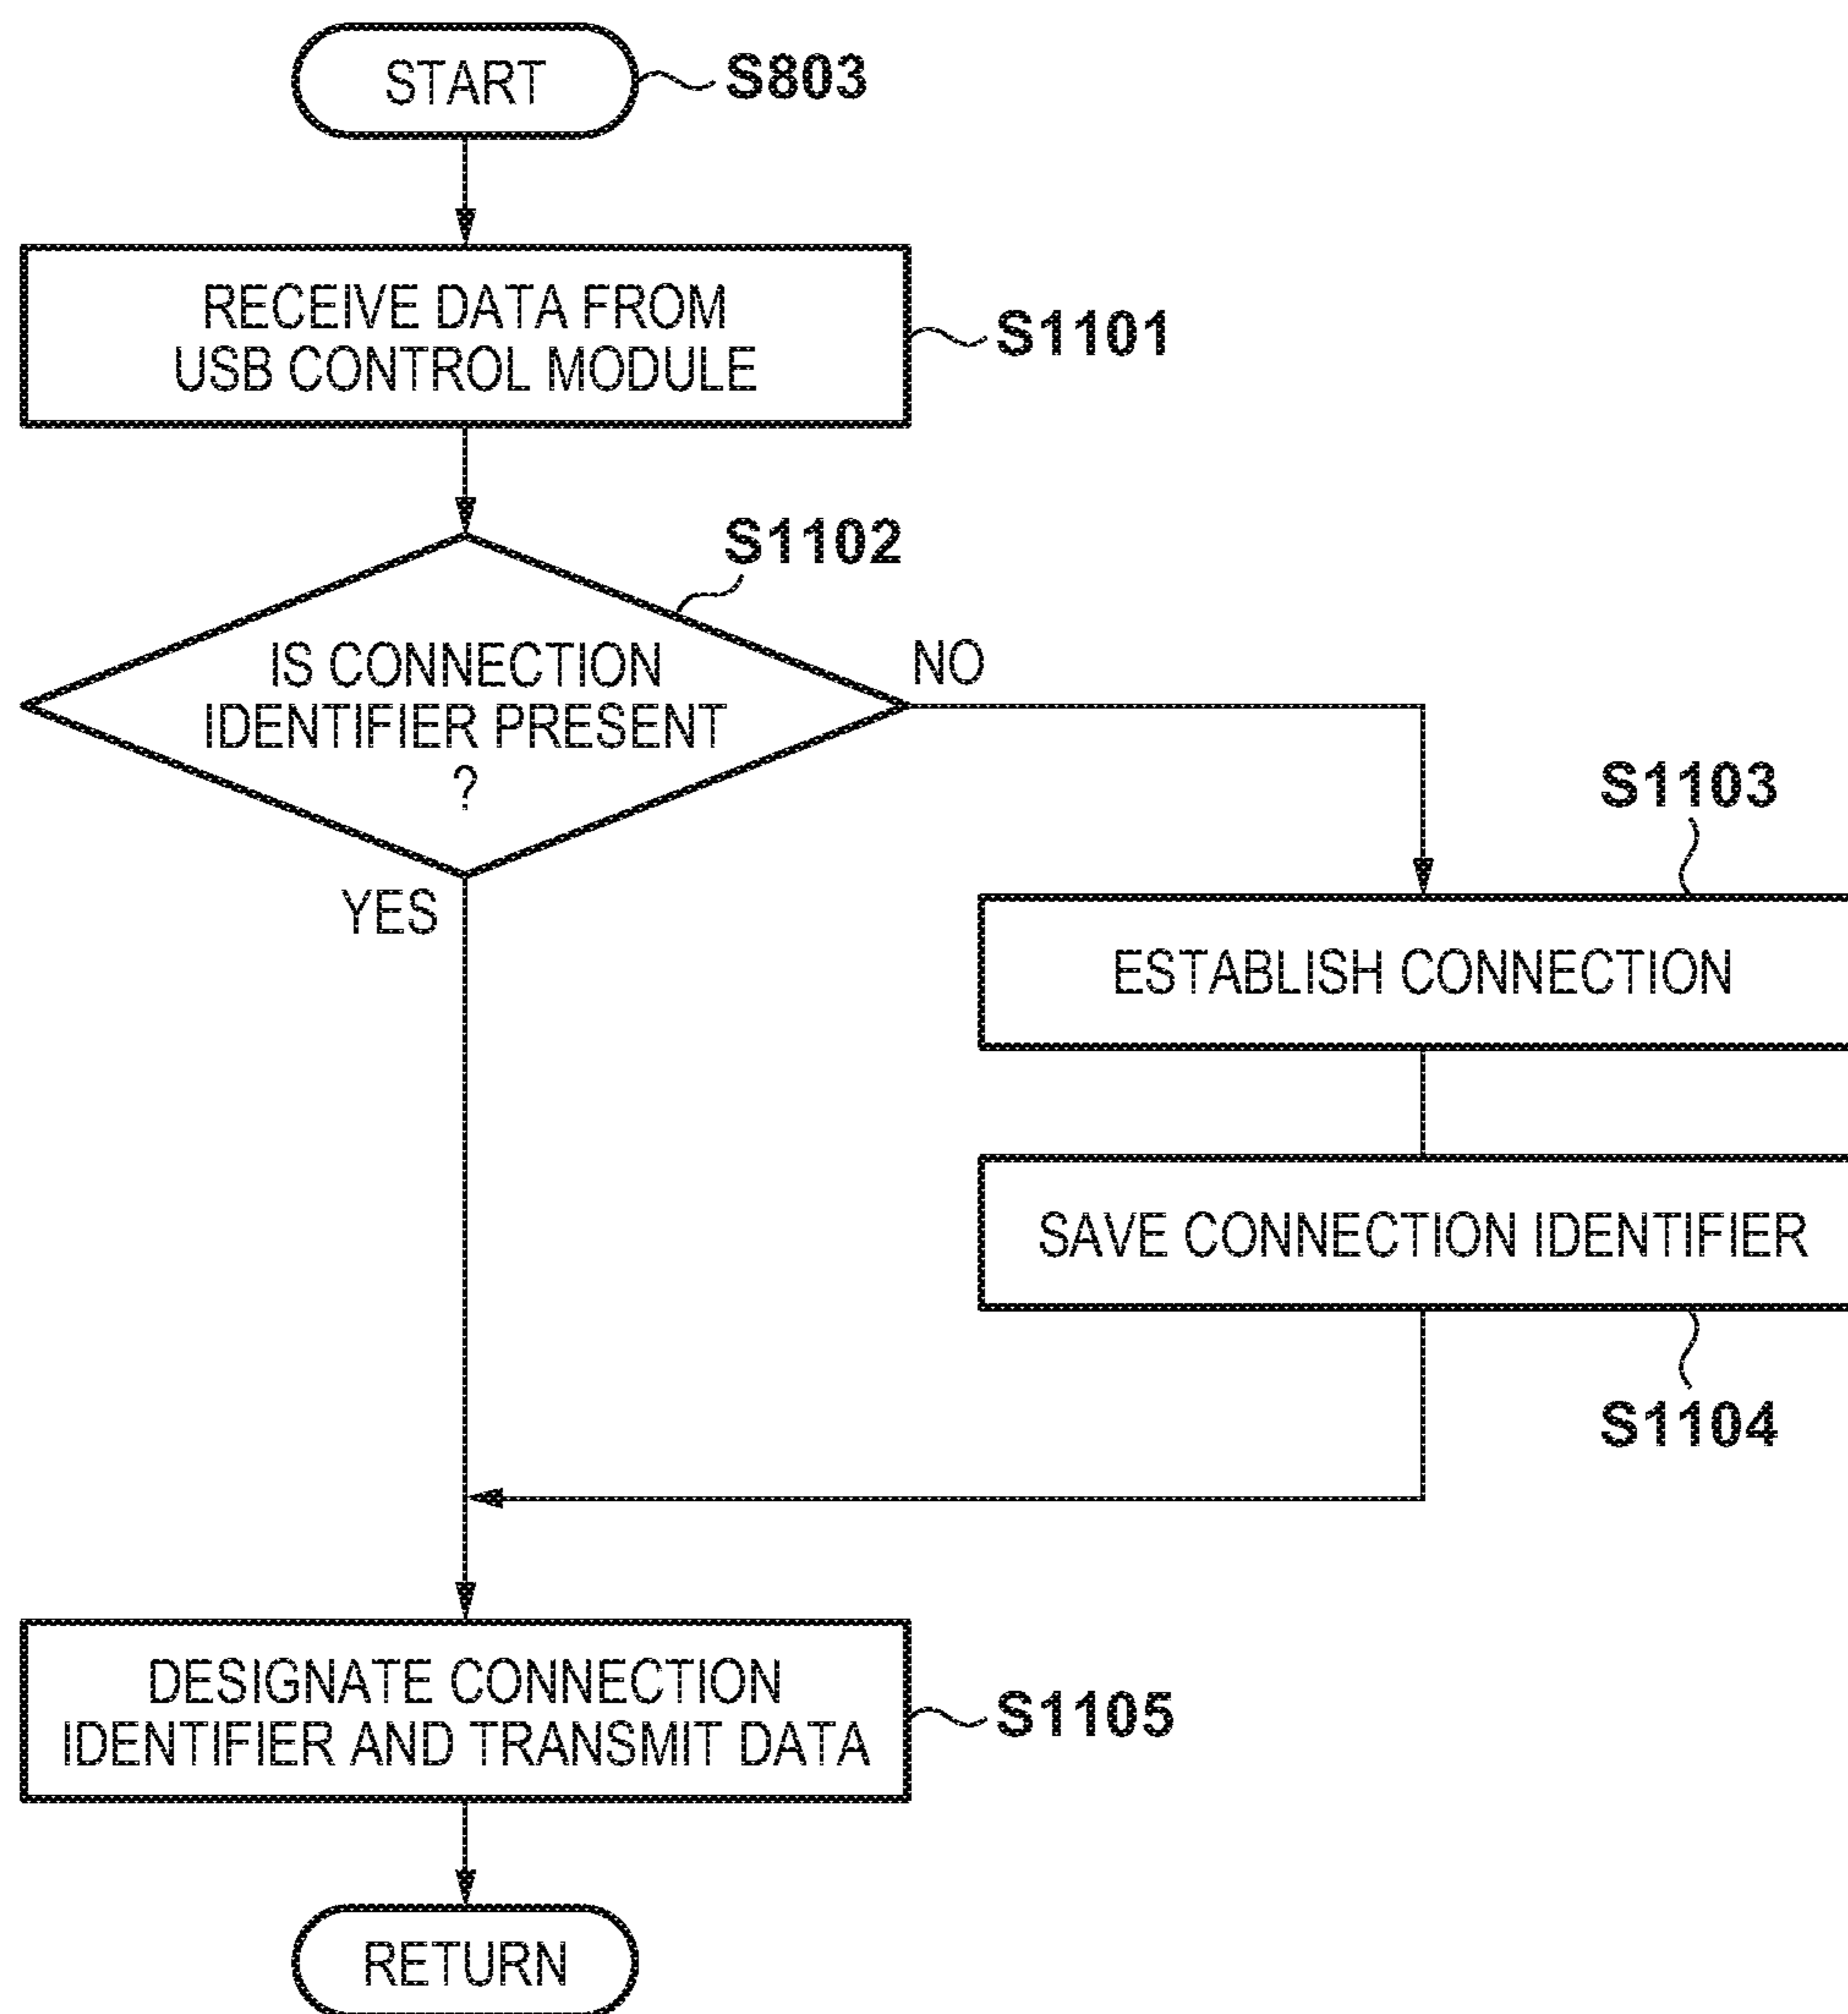 START
S803
RECEIVE DATA FROM
USB CONTROL MODULE
S1101
S1102
IS CONNECTION
IDENTIFIER PRESENT
?
NO
YES
S1103
ESTABLISH CONNECTION
SAVE CONNECTION IDENTIFIER
S1104
DESIGNATE CONNECTION
IDENTIFIER AND TRANSMIT DATA
S1105
RETURN